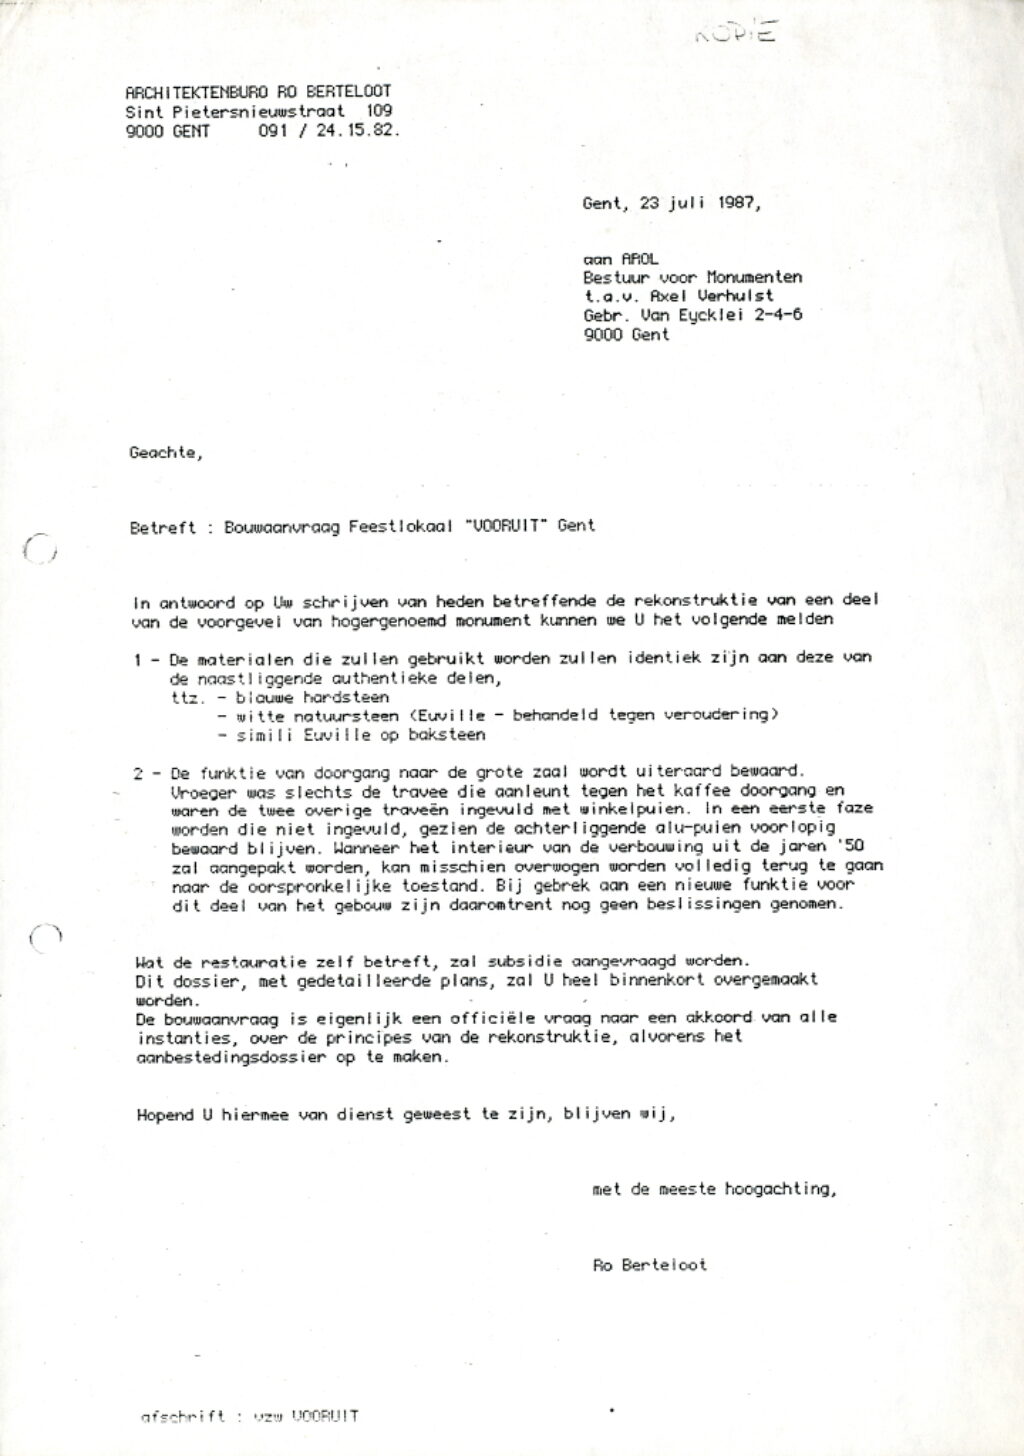 KOPIE
ARCHITEKTENBURO RO BERTELOOT
Sint Pietersnieuwstraat 109
9000 GENT 091 / 24.15.82.
Gent, 23 juli 1987,
aan AROL
Bestuur voor Monumenten
t.a.v. Axel Verhulst
Gebr. Van Eycklei 2-4-6
9000 Gent
Geachte,
Betreft : Bouwaanvraag Feestlokaal "VOORUIT" Gent
In antwoord op Uw schrijven van heden betreffende de rekonstruktie van een deel
van de voorgevel van hogergenoemd monument kunnen we U het volgende melden
1 - De materialen die zullen gebruikt worden zullen identiek zijn aan deze van
de naastliggende authentieke delen,
ttz. - blauwe hardsteen
- witte natuursteen (Euville - behandeld tegen veroudering)
- simili Euville op baksteen
2 - De funktie van doorgang naar de grote zaal wordt uiteraard bewaard.
Vroeger was slechts de travee die aanleunt tegen het kaffee doorgang en
waren de twee overige traveën ingevuld met winkelpuien. In een eerste faze
worden die niet ingevuld, gezien de achterliggende alu-puien voorlopig
bewaard blijven. Wanneer het interieur van de verbouwing uit de jaren '50
zal aangepakt worden, kan misschien overwogen worden volledig terug te gaan
naar de oorspronkelijke toestand. Bij gebrek aan een nieuwe funktie voor
dit deel van het gebouw zijn daaromtrent nog geen beslissingen genomen.
Wat de restauratie zelf betreft, zal subsidie aangevraagd worden.
Dit dossier, met gedetailleerde plans, zal U heel binnenkort overgemaakt
worden.
De bouwaanvraag is eigenlijk een officiële vraag naar een akkoord van alle
instanties, over de principes van de rekonstruktie, alvorens het
aanbestedingsdossier op te maken.
Hopend U hiermee van dienst geweest te zijn, blijven wij,
met de meeste hoogachting,
Ro Berteloot
afschrift : vzw VOORUIT